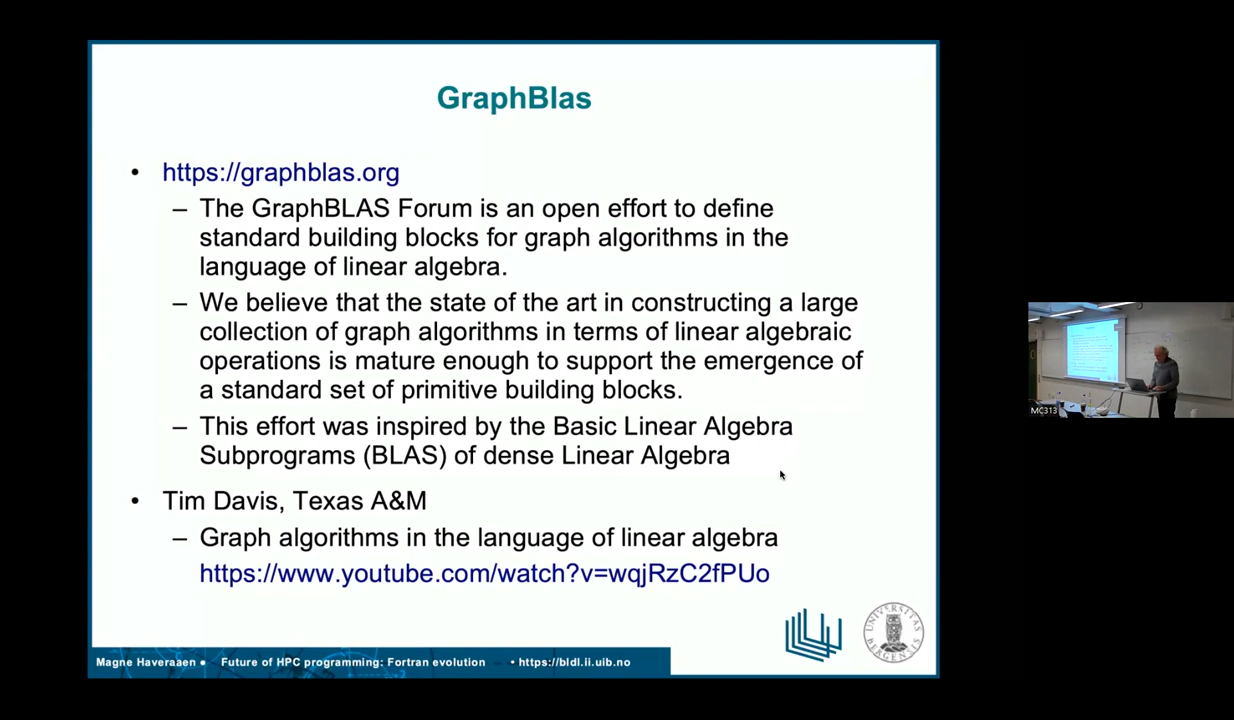 GraphBlas
• https://graphblas.org
– The GraphBLAS Forum is an open effort to define
standard building blocks for graph algorithms in the
language of linear algebra.
– We believe that the state of the art in constructing a large
collection of graph algorithms in terms of linear algebraic
operations is mature enough to support the emergence of
a standard set of primitive building blocks.
– This effort was inspired by the Basic Linear Algebra
Subprograms (BLAS) of dense Linear Algebra
• Tim Davis, Texas A&M
– Graph algorithms in the language of linear algebra
https://www.youtube.com/watch?v=wqjRzC2fPUo
UNIVERSITAS
BERGENSIS
Magne Haveraaen ● Future of HPC programming: Fortran evolution • https://bldl.ii.uib.no
MC313